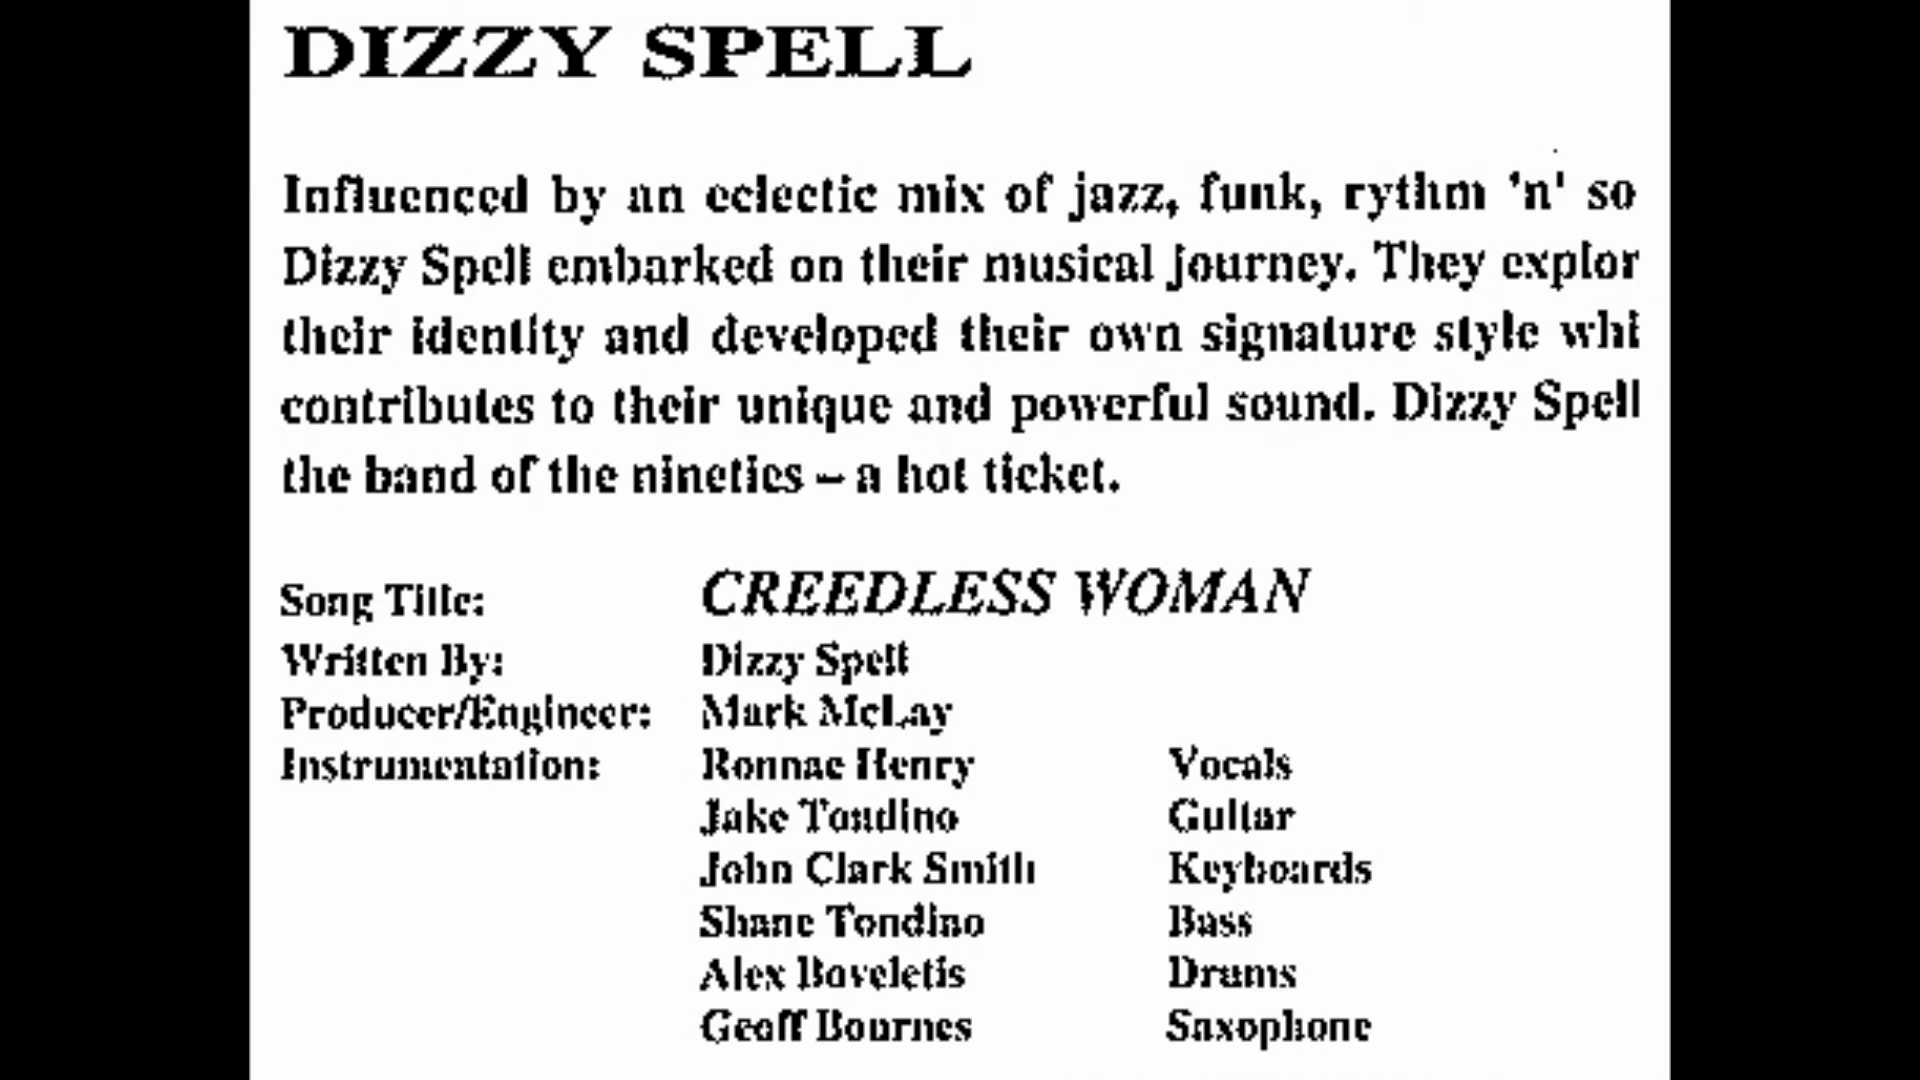 DIZZY SPELL
Influenced by an eclectic mix of jazz, funk, rythm 'n' so
Dizzy Spell embarked on their musical journey. They explor
their identity and developed their own signature style whi
contributes to their unique and powerful sound. Dizzy Spell
the band of the nineties – a hot ticket.
Song Title: CREEDLESS WOMAN
Written By: Dizzy Spell
Producer/Engineer: Mark McLay
Instrumentation: Ronnae Henry Vocals
Jake Tondino Guitar
John Clark Smith Keyboards
Shane Tondino Bass
Alex Boveletis Drums
Geoff Bournes Saxophone